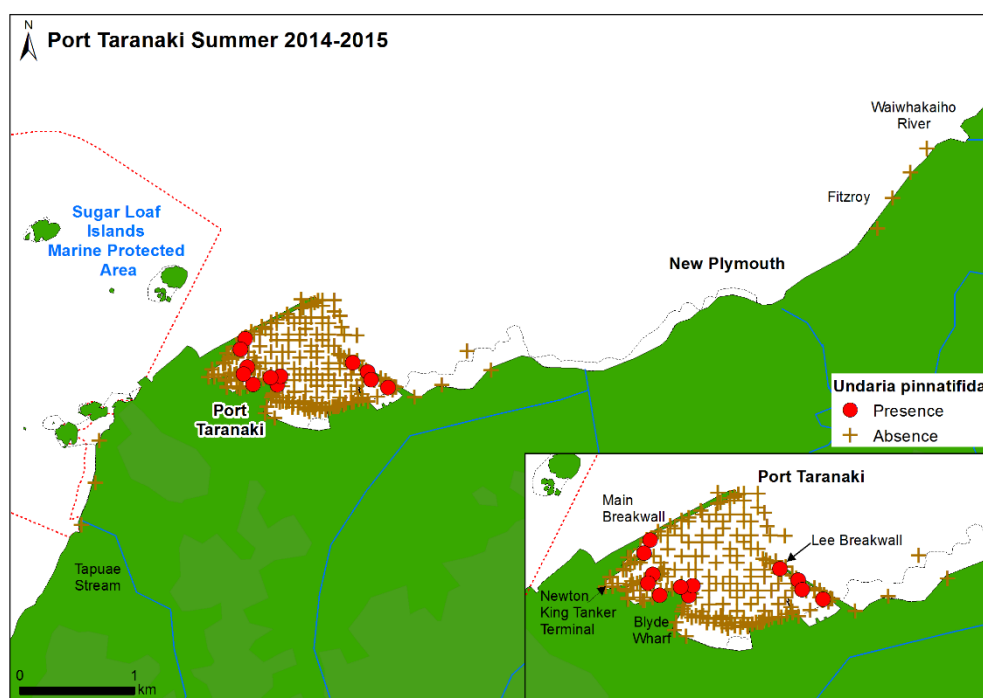 N
Port Taranaki Summer 2014-2015
Waiwhakaiho
River
Fitzroy
Sugar Loaf
Islands
Marine Protected
Area
New Plymouth
Port
Taranaki
Undaria pinnatifida
Presence
Absence
Tapuae
Stream
0 1
km
Port Taranaki
Main
Breakwall
Lee Breakwall
Newton
King Tanker
Terminal
Blyde
Wharf